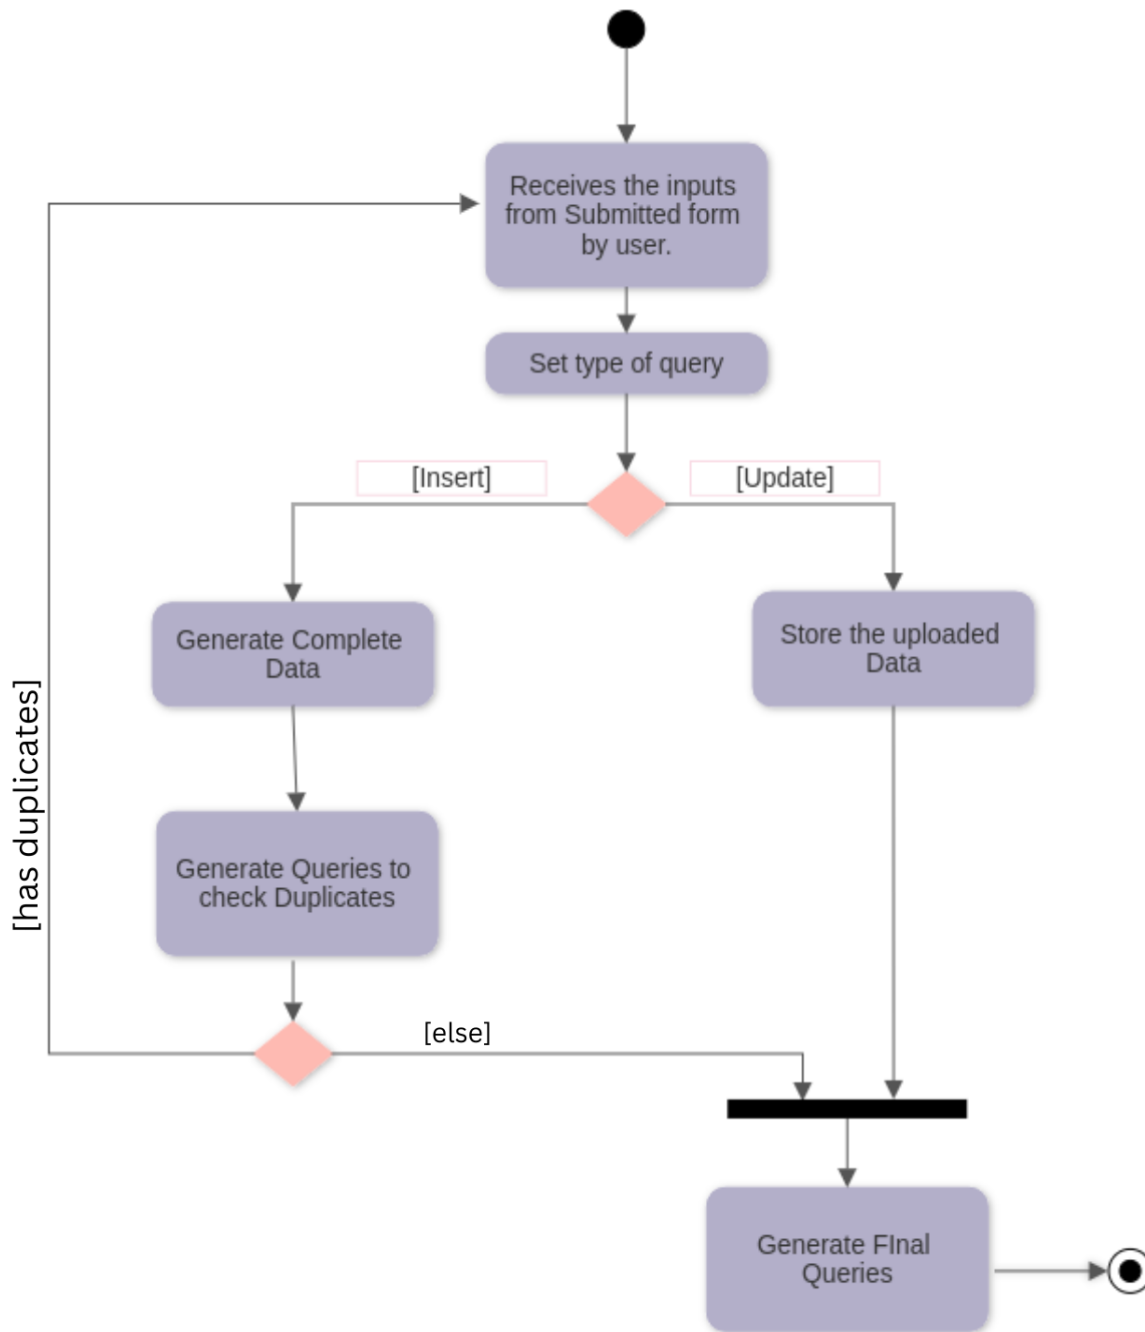 Receives the inputs
from Submitted form
by user.
Set type of query
[Insert]
[Update]
Generate Complete
Data
Store the uploaded
Data
[has duplicates]
Generate Queries to
check Duplicates
[else]
Generate FInal
Queries